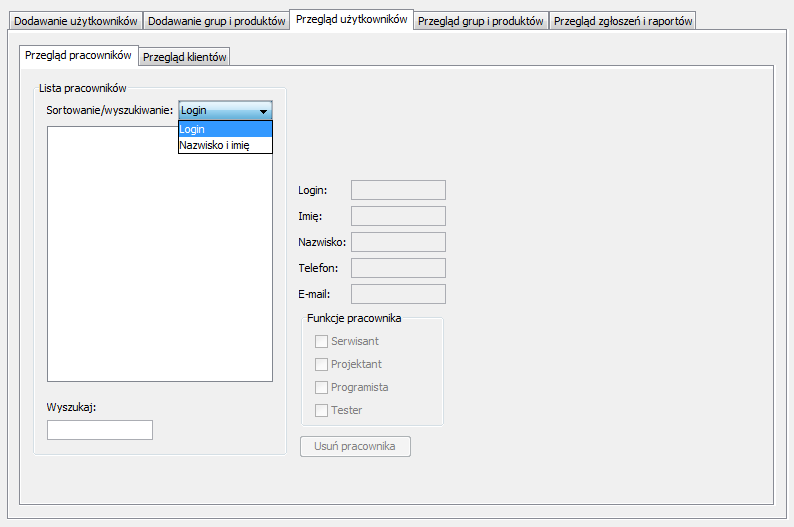 Dodawanie użytkowników Dodawanie grup i produktów Przegląd użytkowników Przegląd grup i produktów Przegląd zgłoszeń i raportów
Przegląd pracowników Przegląd klientów
Lista pracowników
Sortowanie/wyszukiwanie: Login
Login
Nazwisko i imię
Login:
Imię:
Nazwisko:
Telefon:
E-mail:
Funkcje pracownika
Serwisant
Projektant
Programista
Tester
Wyszukaj:
Usuń pracownika